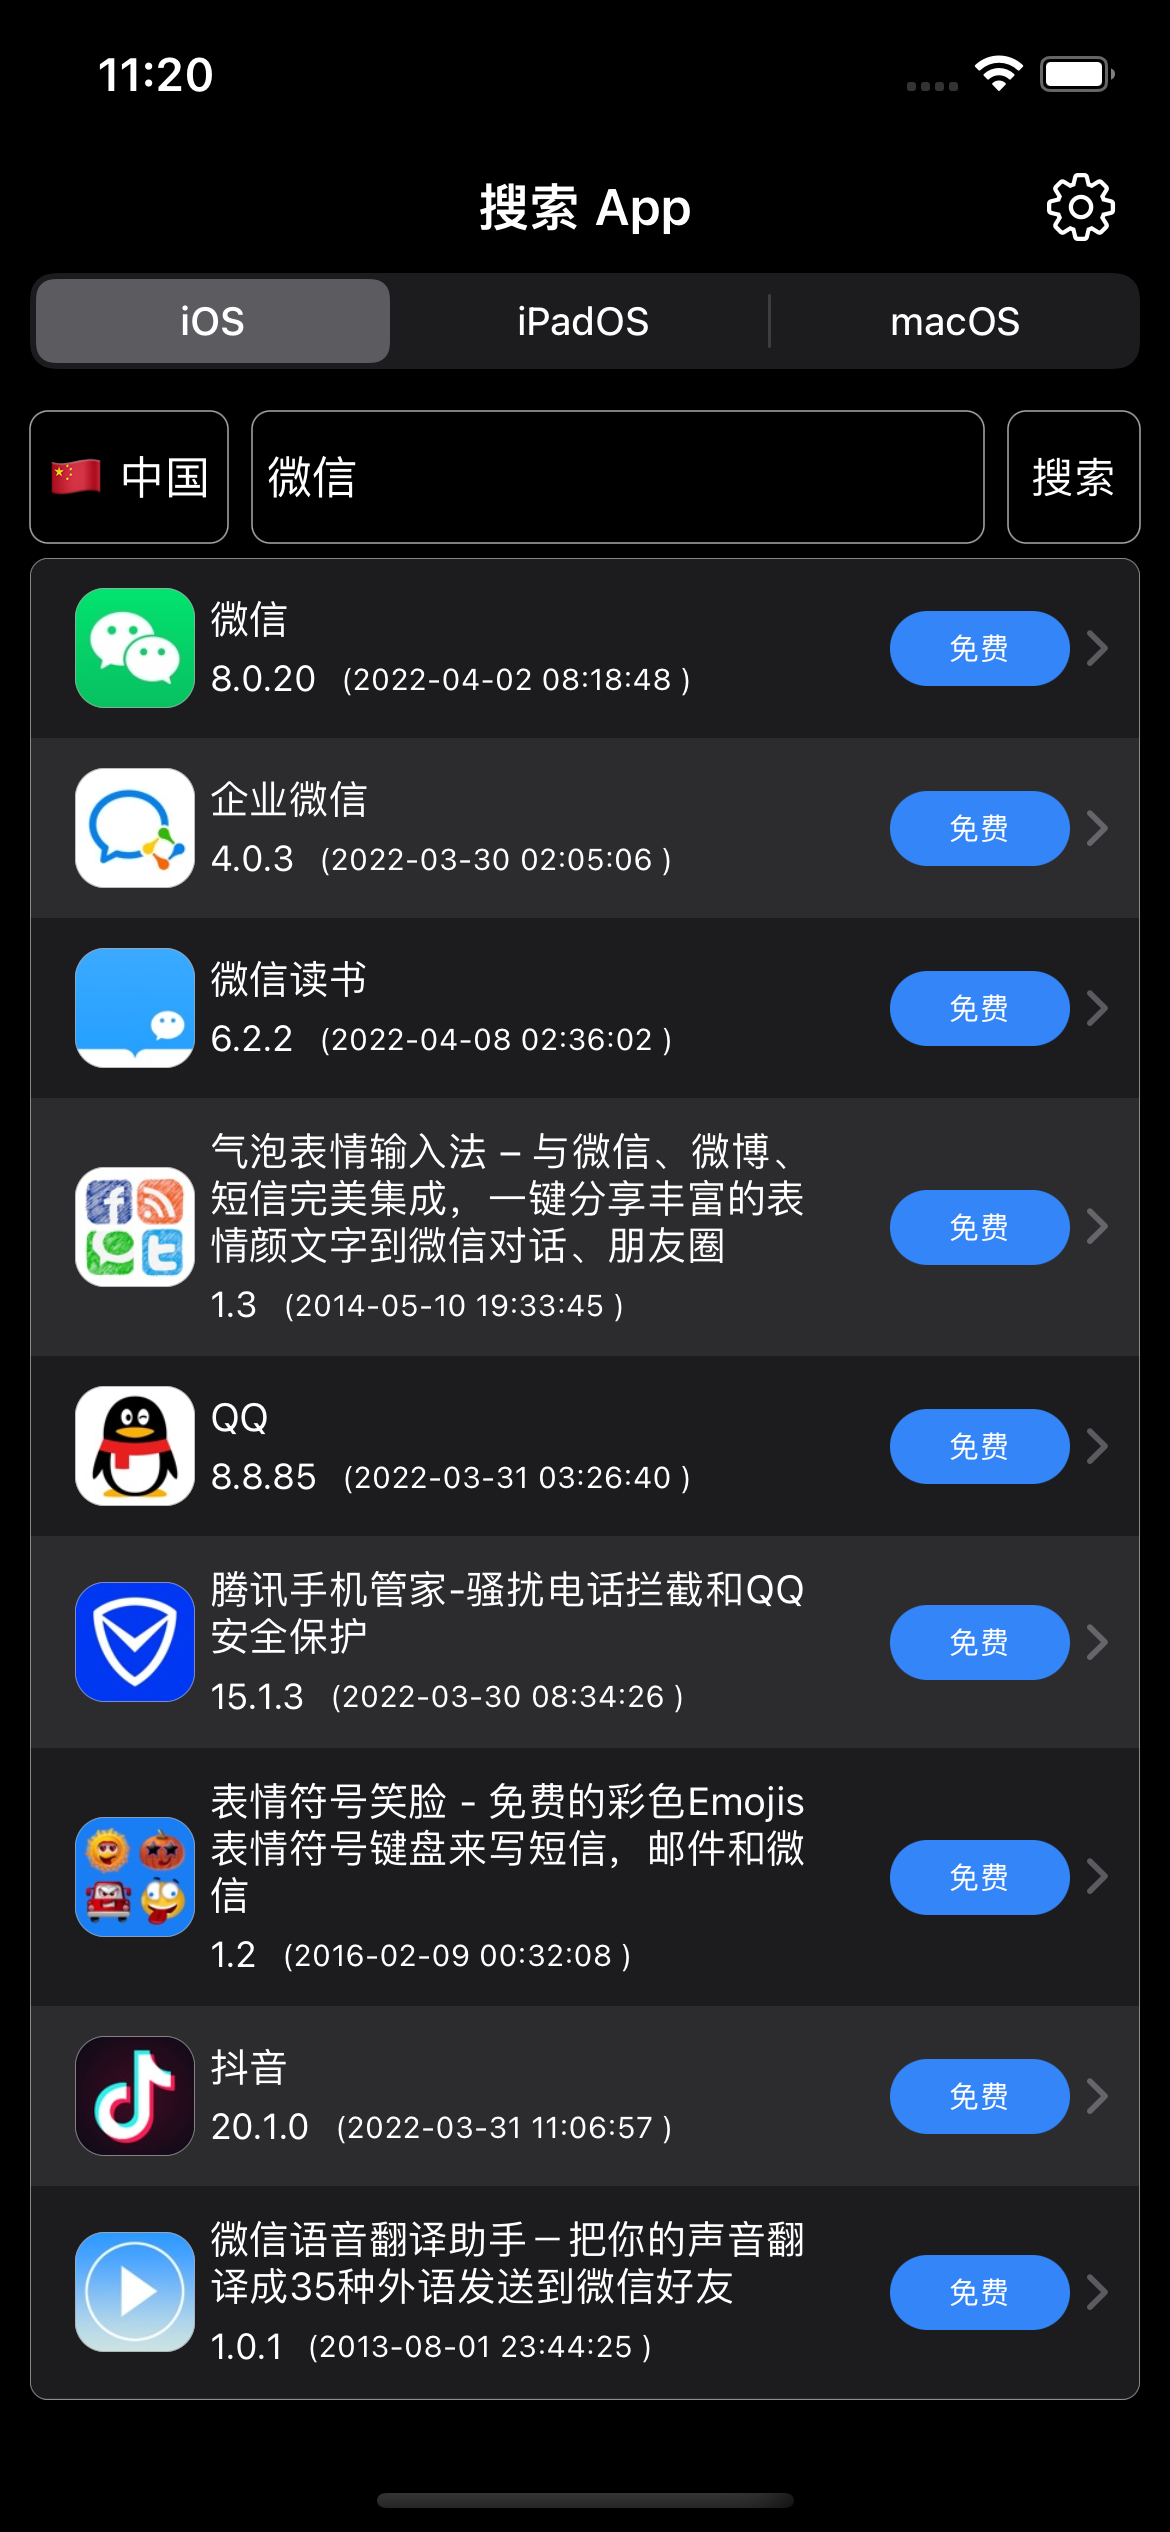 11:20
搜索 App
iOS
iPadOS
macOS
中国
微信
搜索
微信
8.0.20 (2022-04-02 08:18:48 )
免费
企业微信
4.0.3 (2022-03-30 02:05:06 )
免费
微信读书
6.2.2 (2022-04-08 02:36:02 )
免费
气泡表情输入法 – 与微信、微博、
短信完美集成，一键分享丰富的表
情颜文字到微信对话、朋友圈
1.3 (2014-05-10 19:33:45 )
免费
QQ
8.8.85 (2022-03-31 03:26:40 )
免费
腾讯手机管家-骚扰电话拦截和QQ
安全保护
15.1.3 (2022-03-30 08:34:26 )
免费
表情符号笑脸 - 免费的彩色Emojis
表情符号键盘来写短信，邮件和微
信
1.2 (2016-02-09 00:32:08 )
免费
抖音
20.1.0 (2022-03-31 11:06:57 )
免费
微信语音翻译助手－把你的声音翻
译成35种外语发送到微信好友
1.0.1 (2013-08-01 23:44:25 )
免费